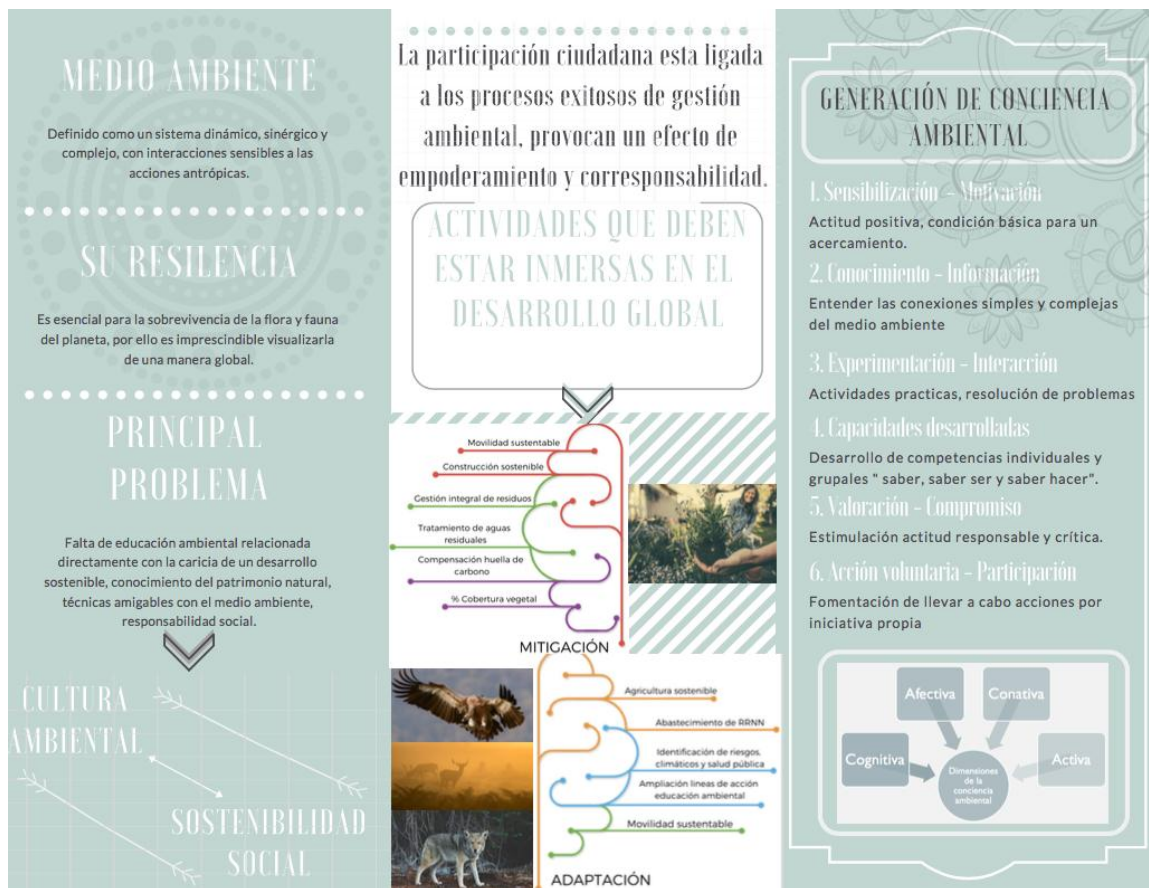 MEDIO AMBIENTE
Definido como un sistema dinámico, sinérgico y
complejo, con interacciones sensibles a las
acciones antrópicas.
SU RESILENCIA
Es esencial para la sobrevivencia de la flora y fauna
del planeta, por ello es imprescindible visualizarla
de una manera global.
PRINCIPAL
PROBLEMA
Falta de educación ambiental relacionada
directamente con la caricia de un desarrollo
sostenible, conocimiento del patrimonio natural,
técnicas amigables con el medio ambiente,
responsabilidad social.
CULTURA
AMBIENTAL
SOSTENIBILIDAD
SOCIAL
La participación ciudadana esta ligada
a los procesos exitosos de gestión
ambiental, provocan un efecto de
empoderamiento y corresponsabilidad.
ACTIVIDADES QUE DEBEN
ESTAR INMERSAS EN EL
DESARROLLO GLOBAL
Movilidad sustentable
Construcción sostenible
Gestión integral de residuos
Tratamiento de aguas
residuales
Compensación huella de
carbono
% Cobertura vegetal
MITIGACIÓN
Agricultura sostenible
Abastecimiento de RRNN
Identificación de riesgos,
climáticos y salud pública
Ampliación lineas de acción
educación ambiental
Movilidad sustentable
ADAPTACIÓN
GENERACIÓN DE CONCIENCIA
AMBIENTAL
1. Sensibilización - Motivación
Actitud positiva, condición básica para un
acercamiento.
2. Conocimiento - Información
Entender las conexiones simples y complejas
del medio ambiente
3. Experimentación - Interacción
Actividades practicas, resolución de problemas
4. Capacidades desarrolladas
Desarrollo de competencias individuales y
grupales " saber, saber ser y saber hacer".
5. Valoración - Compromiso
Estimulación actitud responsable y crítica.
6. Acción voluntaria - Participación
Fomentación de llevar a cabo acciones por
iniciativa propia
Afectiva
Conativa
Cognitiva
Activa
Dimensiones
de la
conciencia
ambiental